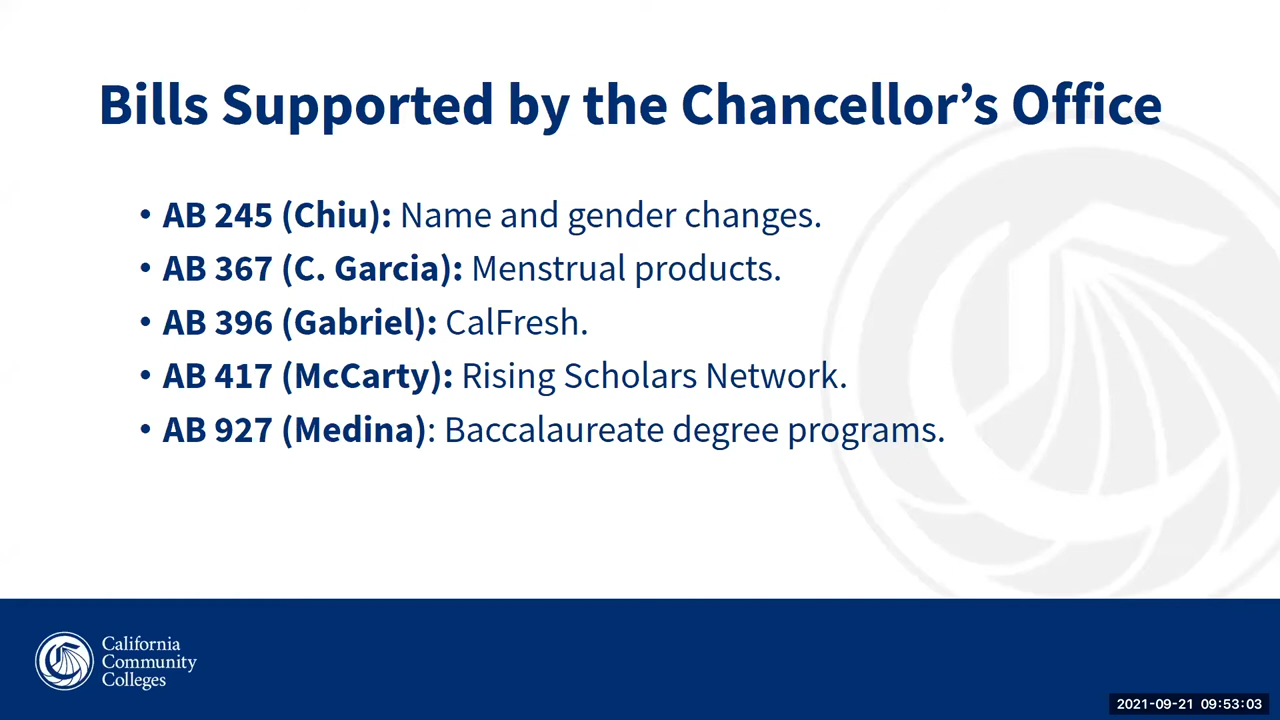 Bills Supported by the Chancellor’s Office
• AB 245 (Chiu): Name and gender changes.
• AB 367 (C. Garcia): Menstrual products.
• AB 396 (Gabriel): CalFresh.
• AB 417 (McCarty): Rising Scholars Network.
• AB 927 (Medina): Baccalaureate degree programs.
California
Community
Colleges
2021-09-21 09:53:03